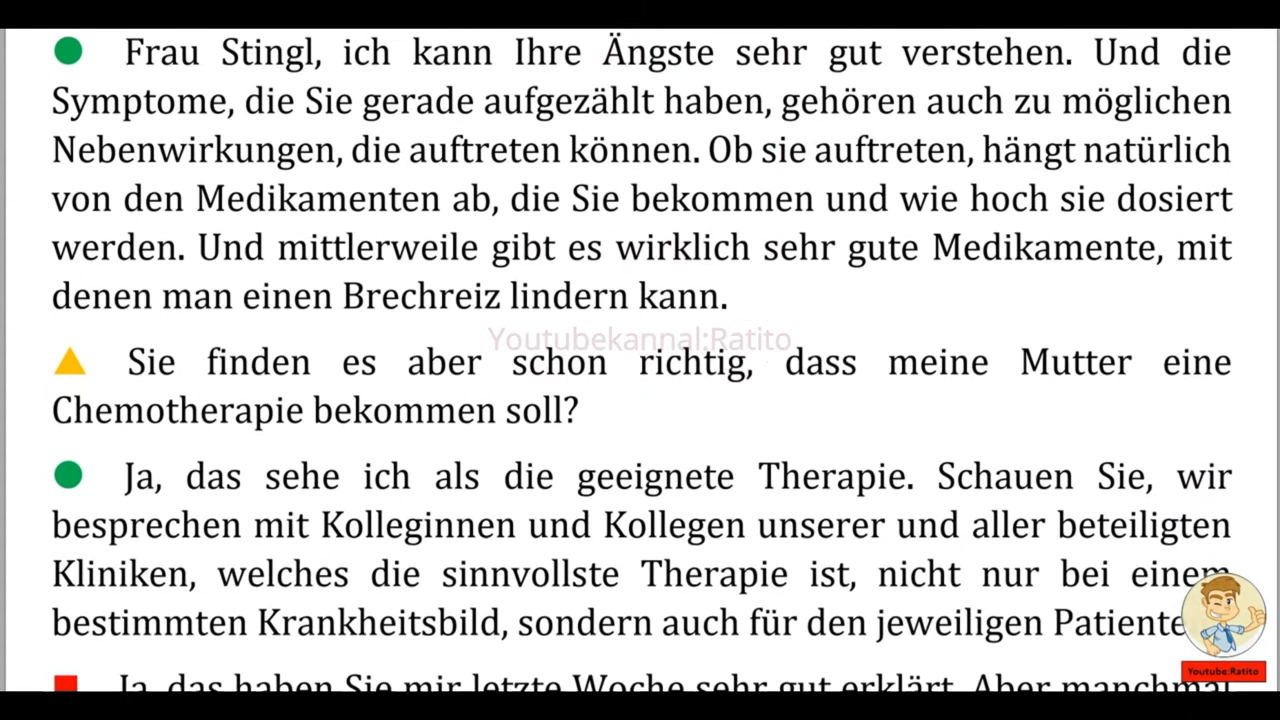 Frau Stingl, ich kann Ihre Ängste sehr gut verstehen. Und die
Symptome, die Sie gerade aufgezählt haben, gehören auch zu möglichen
Nebenwirkungen, die auftreten können. Ob sie auftreten, hängt natürlich
von den Medikamenten ab, die Sie bekommen und wie hoch sie dosiert
werden. Und mittlerweile gibt es wirklich sehr gute Medikamente, mit
denen man einen Brechreiz lindern kann.
Youtubekannal:Ratito
Sie finden es aber schon richtig, dass meine Mutter eine
Chemotherapie bekommen soll?
Ja, das sehe ich als die geeignete Therapie. Schauen Sie, wir
besprechen mit Kolleginnen und Kollegen unserer und aller beteiligten
Kliniken, welches die sinnvollste Therapie ist, nicht nur bei einem
bestimmten Krankheitsbild, sondern auch für den jeweiligen Patiente
Youtube:Ratito
Ja, das haben Sie mir letzte Woche sehr gut erklärt. Aber manchmal